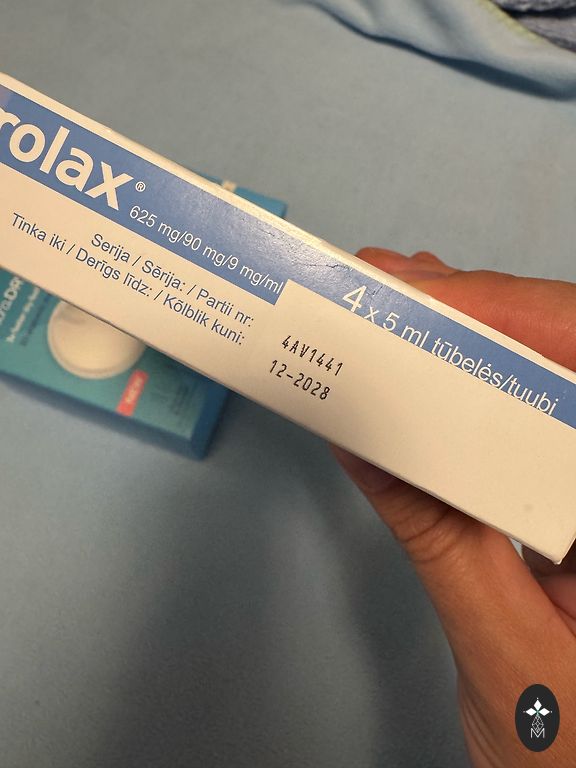 rolax®
625 mg/90 mg/9 mg/ml
4 x 5 ml tūbelės/tuubi
Serija / Sērija: / Partii nr:
4AV1441
Tinka iki / Derīgs līdz: / Kõlblik kuni:
12-2028
M